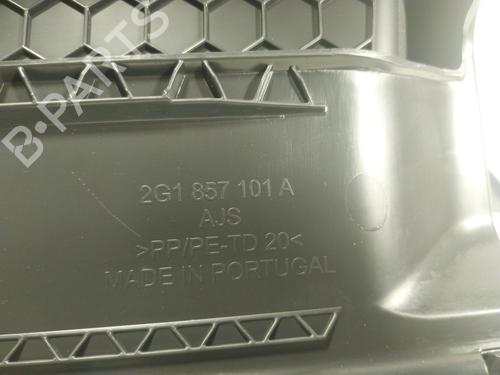 B-PARTS
2G1 857 101 A
AJS
>PP/PE-TD 20<
MADE IN PORTUGAL